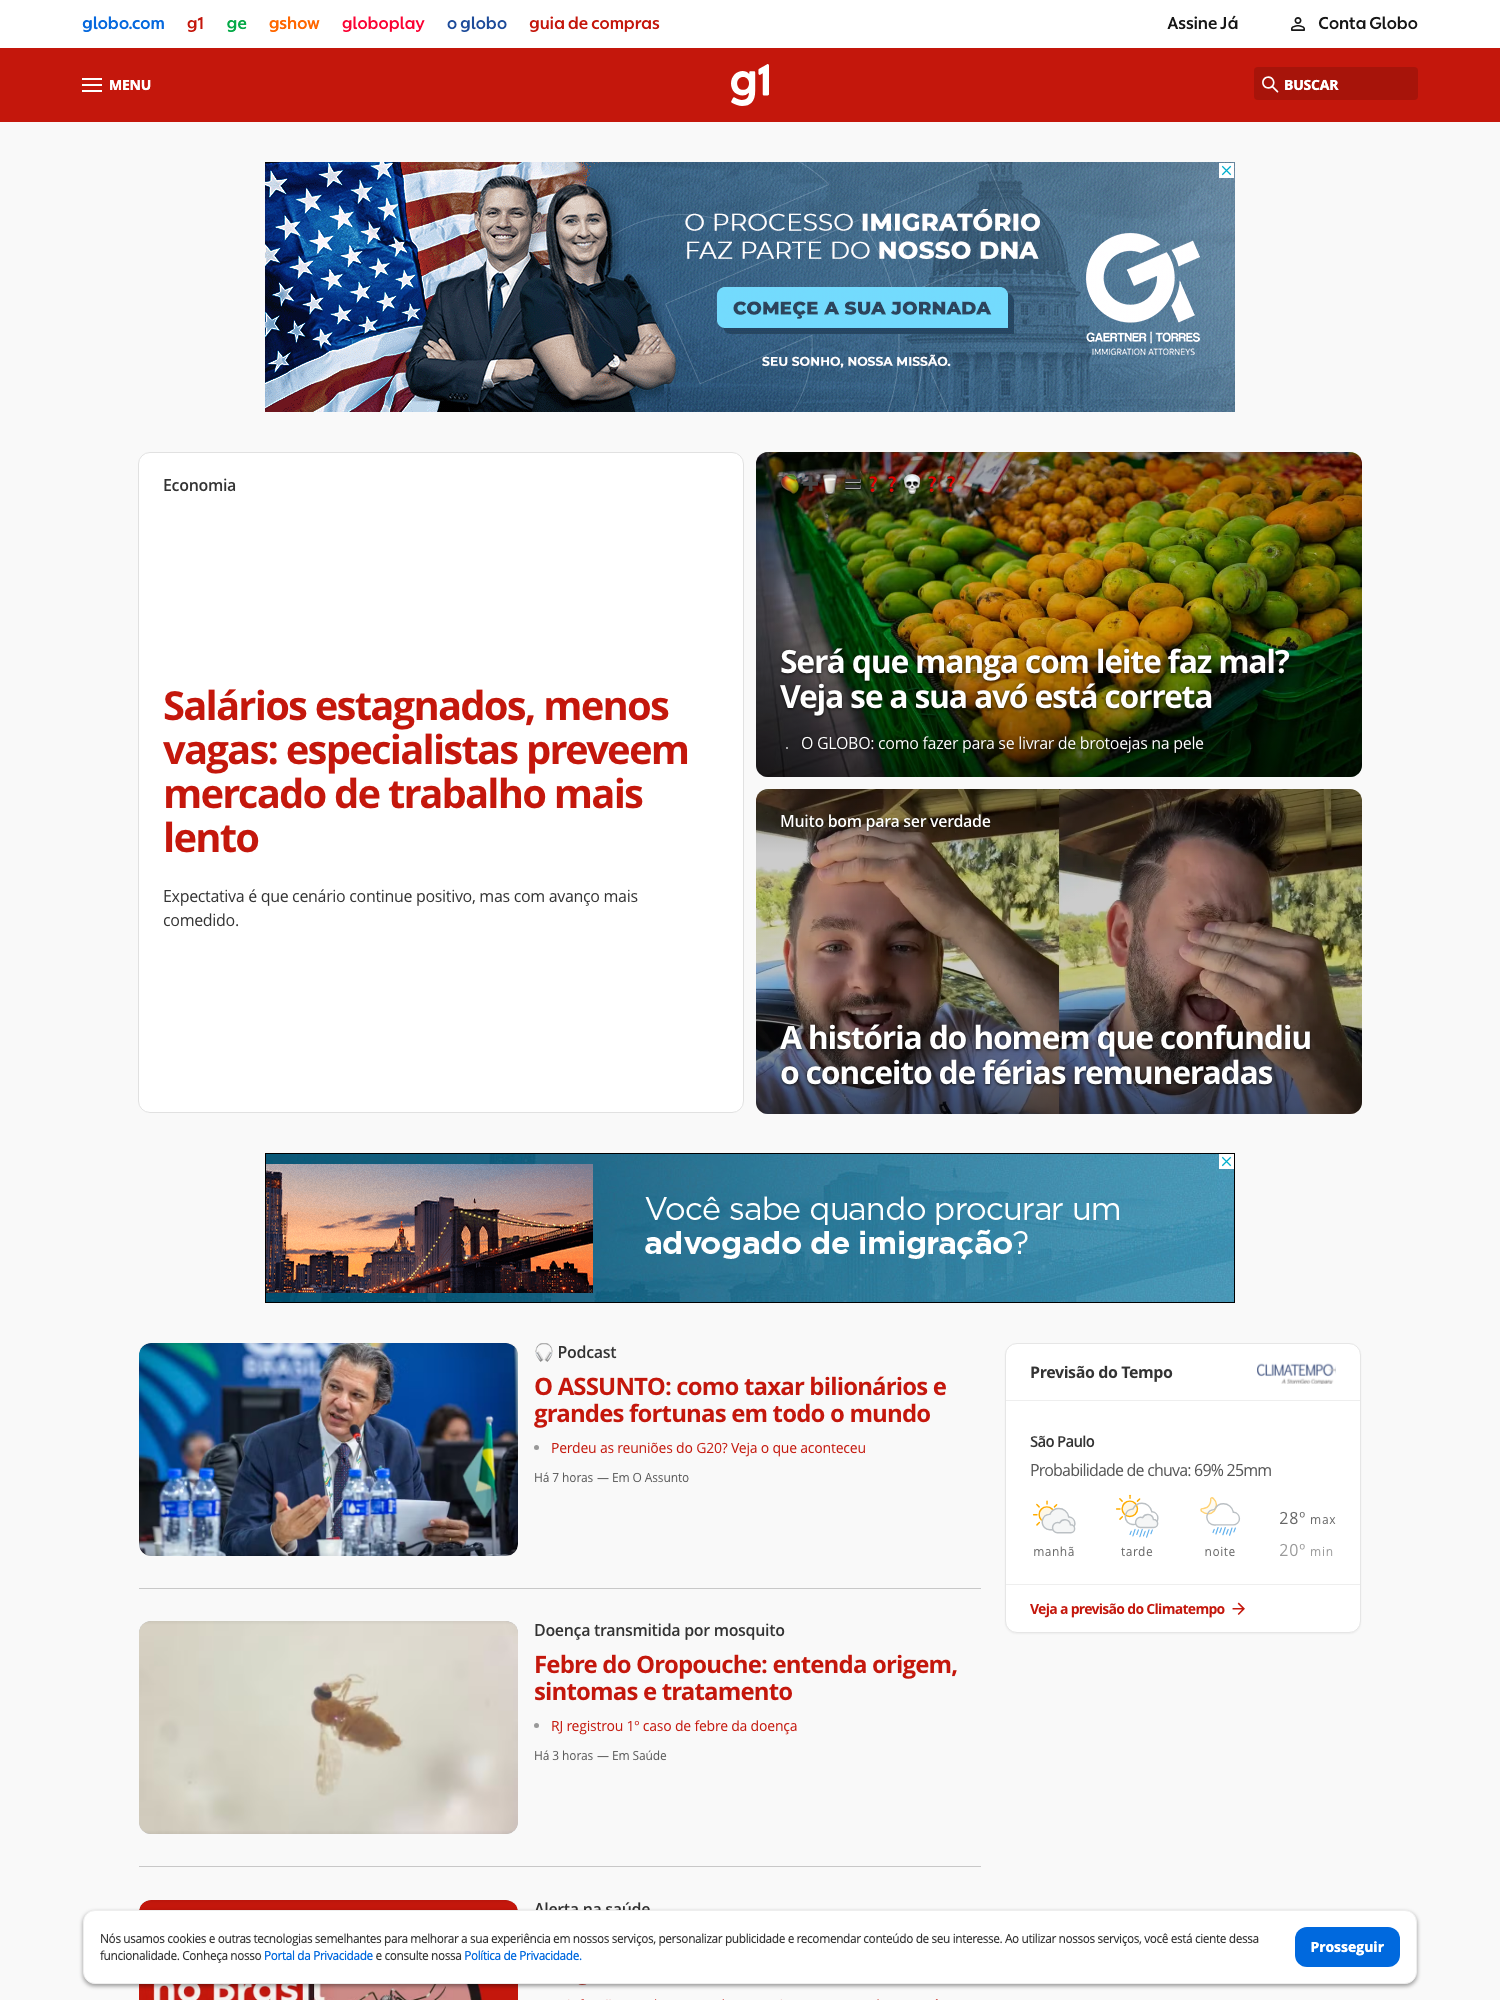 globo.com g1 ge gshow globoplay o globo guia de compras Assine Já Conta Globo
MENU g1 BUSCAR
O PROCESSO IMIGRATÓRIO
FAZ PARTE DO NOSSO DNA
COMEÇE A SUA JORNADA
SEU SONHO, NOSSA MISSÃO.
GAERTNER | TORRES
IMMIGRATION ATTORNEYS
Economia
Salários estagnados, menos
vagas: especialistas preveem
mercado de trabalho mais
lento
Expectativa é que cenário continue positivo, mas com avanço mais
comedido.
🥭➕🥛🟰❓❓💀❓❓
Será que manga com leite faz mal?
Veja se a sua avó está correta
. O GLOBO: como fazer para se livrar de brotoejas na pele
Muito bom para ser verdade
A história do homem que confundiu
o conceito de férias remuneradas
Você sabe quando procurar um
advogado de imigração?
BRASIL
🎧 Podcast
O ASSUNTO: como taxar bilionários e
grandes fortunas em todo o mundo
• Perdeu as reuniões do G20? Veja o que aconteceu
Há 7 horas — Em O Assunto
Previsão do Tempo CLIMATEMPO
A StormGeo Company
São Paulo
Probabilidade de chuva: 69% 25mm
manhã tarde noite
28º max
20º min
Veja a previsão do Climatempo →
Doença transmitida por mosquito
Febre do Oropouche: entenda origem,
sintomas e tratamento
• RJ registrou 1º caso de febre da doença
Há 3 horas — Em Saúde
Alerta na saúde
Nós usamos cookies e outras tecnologias semelhantes para melhorar a sua experiência em nossos serviços, personalizar publicidade e recomendar conteúdo de seu interesse. Ao utilizar nossos serviços, você está ciente dessa
funcionalidade. Conheça nosso Portal da Privacidade e consulte nossa Política de Privacidade.
Prosseguir
no brasil